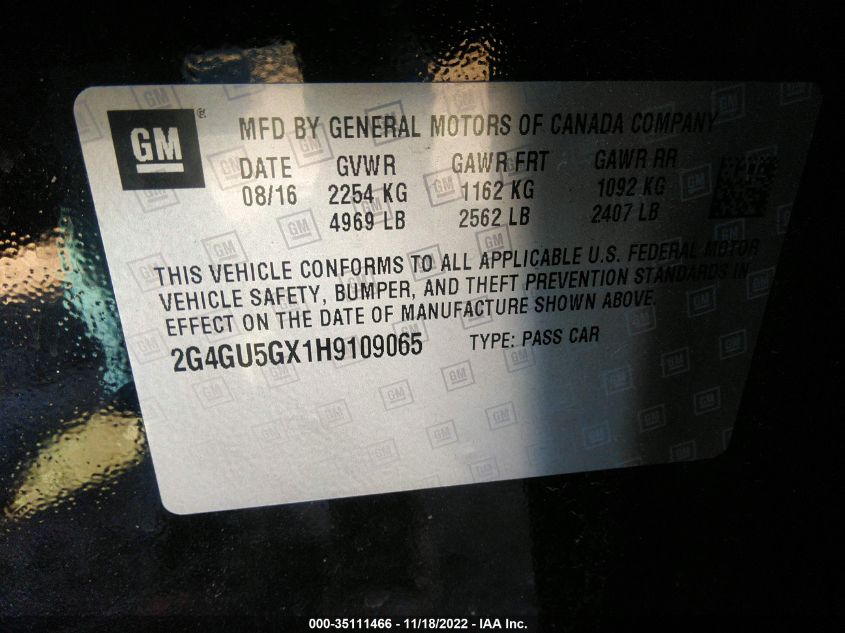 GM ®
MFD BY GENERAL MOTORS OF CANADA COMPANY
DATE GVWR GAWR FRT GAWR RR
08/16 2254 KG 1162 KG 1092 KG
4969 LB 2562 LB 2407 LB
THIS VEHICLE CONFORMS TO ALL APPLICABLE U.S. FEDERAL MOTOR
VEHICLE SAFETY, BUMPER, AND THEFT PREVENTION STANDARDS IN
EFFECT ON THE DATE OF MANUFACTURE SHOWN ABOVE.
2G4GU5GX1H9109065 TYPE: PASS CAR
000-35111466 - 11/18/2022 - IAA Inc.